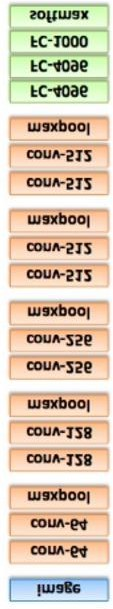 softmax
FC-1000
FC-4096
FC-4096
maxpool
conv-512
conv-512
maxpool
conv-512
conv-512
maxpool
conv-256
conv-256
maxpool
conv-128
conv-128
maxpool
conv-64
conv-64
image